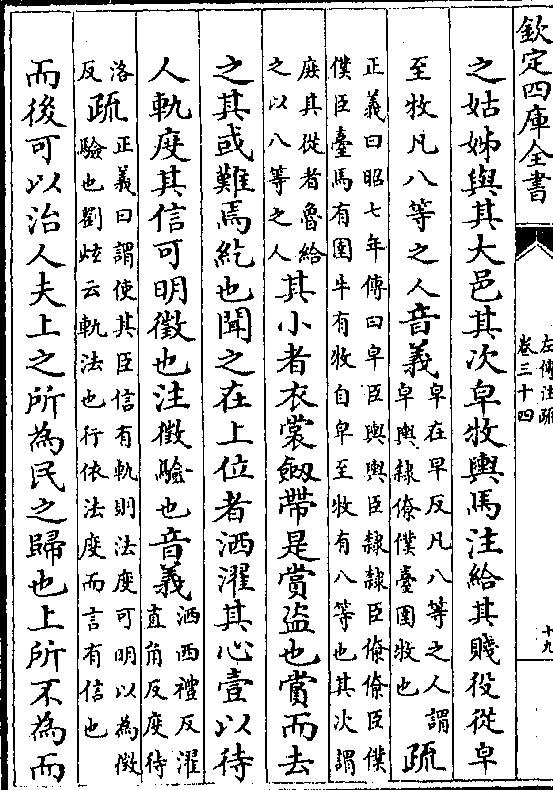 欽定四庫全書
左傳注疏
卷三十四
十九
之姑姊與其大邑其次皁牧輿馬注給其賤役從皁
至牧凡八等之人音義皁在早反凡八等之人謂
皁輿隸僚僕臺圉牧也疏
正義曰昭七年傳曰皁臣輿輿臣隸隸臣僚僚臣僕
僕臣臺馬有圉牛有牧自皁至牧有八等也其次謂
庶其從者魯給
之以八等之人其小者衣裳劔帶是賞盗也賞而去
之其或難焉紇也聞之在上位者洒濯其心壹以待
人軌度其信可明徵也注徵驗也音義洒西禮反濯
直角反度待
洛
反疏正義曰謂使其臣信有軌則法度可明以為徵
驗也劉炫云軌法也行依法度而言有信也
而後可以治人夫上之所為民之歸也上所不為而